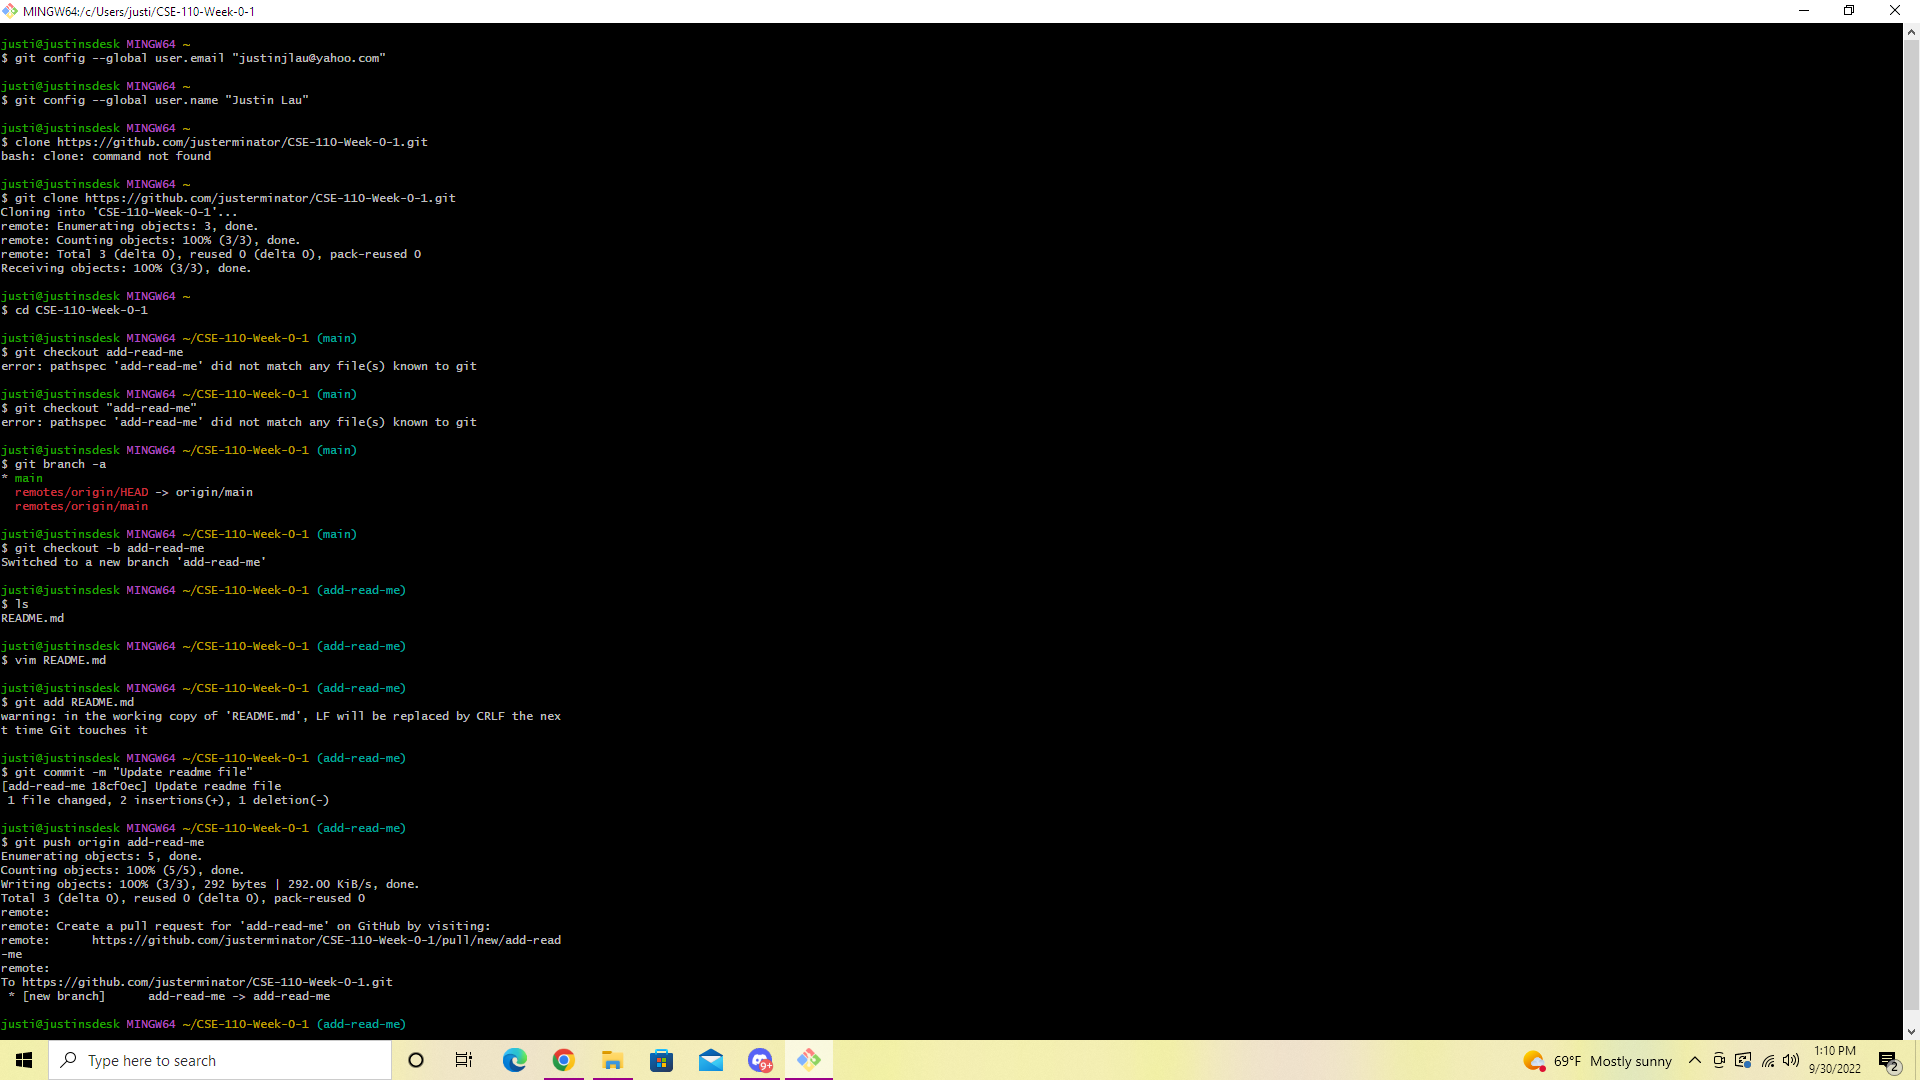 MINGW64:/c/Users/justi/CSE-110-Week-0-1
justi@justinsdesk MINGW64 ~
$ git config --global user.email "justinjlau@yahoo.com"
justi@justinsdesk MINGW64 ~
$ git config --global user.name "Justin Lau"
justi@justinsdesk MINGW64 ~
$ clone https://github.com/justerminator/CSE-110-Week-0-1.git
bash: clone: command not found
justi@justinsdesk MINGW64 ~
$ git clone https://github.com/justerminator/CSE-110-Week-0-1.git
Cloning into 'CSE-110-Week-0-1'...
remote: Enumerating objects: 3, done.
remote: Counting objects: 100% (3/3), done.
remote: Total 3 (delta 0), reused 0 (delta 0), pack-reused 0
Receiving objects: 100% (3/3), done.
justi@justinsdesk MINGW64 ~
$ cd CSE-110-Week-0-1
justi@justinsdesk MINGW64 ~/CSE-110-Week-0-1 (main)
$ git checkout add-read-me
error: pathspec 'add-read-me' did not match any file(s) known to git
justi@justinsdesk MINGW64 ~/CSE-110-Week-0-1 (main)
$ git checkout "add-read-me"
error: pathspec 'add-read-me' did not match any file(s) known to git
justi@justinsdesk MINGW64 ~/CSE-110-Week-0-1 (main)
$ git branch -a
* main
remotes/origin/HEAD -> origin/main
remotes/origin/main
justi@justinsdesk MINGW64 ~/CSE-110-Week-0-1 (main)
$ git checkout -b add-read-me
Switched to a new branch 'add-read-me'
justi@justinsdesk MINGW64 ~/CSE-110-Week-0-1 (add-read-me)
$ ls
README.md
justi@justinsdesk MINGW64 ~/CSE-110-Week-0-1 (add-read-me)
$ vim README.md
justi@justinsdesk MINGW64 ~/CSE-110-Week-0-1 (add-read-me)
$ git add README.md
warning: in the working copy of 'README.md', LF will be replaced by CRLF the nex
t time Git touches it
justi@justinsdesk MINGW64 ~/CSE-110-Week-0-1 (add-read-me)
$ git commit -m "Update readme file"
[add-read-me 18cf0ec] Update readme file
1 file changed, 2 insertions(+), 1 deletion(-)
justi@justinsdesk MINGW64 ~/CSE-110-Week-0-1 (add-read-me)
$ git push origin add-read-me
Enumerating objects: 5, done.
Counting objects: 100% (5/5), done.
Writing objects: 100% (3/3), 292 bytes | 292.00 KiB/s, done.
Total 3 (delta 0), reused 0 (delta 0), pack-reused 0
remote:
remote: Create a pull request for 'add-read-me' on GitHub by visiting:
remote:      https://github.com/justerminator/CSE-110-Week-0-1/pull/new/add-read
-me
remote:
To https://github.com/justerminator/CSE-110-Week-0-1.git
* [new branch]      add-read-me -> add-read-me
justi@justinsdesk MINGW64 ~/CSE-110-Week-0-1 (add-read-me)
Type here to search
9+
69°F Mostly sunny
1:10 PM
9/30/2022
2